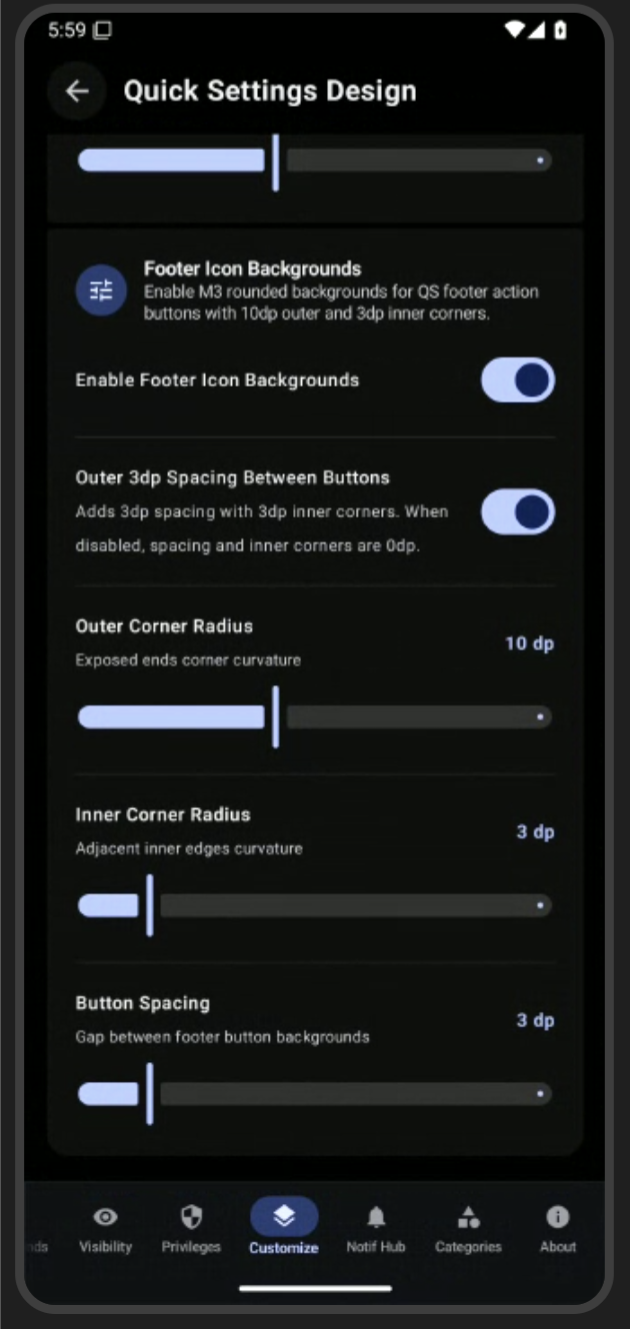 5:59
Quick Settings Design
Footer Icon Backgrounds
Enable M3 rounded backgrounds for QS footer action
buttons with 10dp outer and 3dp inner corners.
Enable Footer Icon Backgrounds
Outer 3dp Spacing Between Buttons
Adds 3dp spacing with 3dp inner corners. When
disabled, spacing and inner corners are 0dp.
Outer Corner Radius
10 dp
Exposed ends corner curvature
Inner Corner Radius
3 dp
Adjacent inner edges curvature
Button Spacing
3 dp
Gap between footer button backgrounds
Visibility
Privileges
Customize
Notif Hub
Categories
About